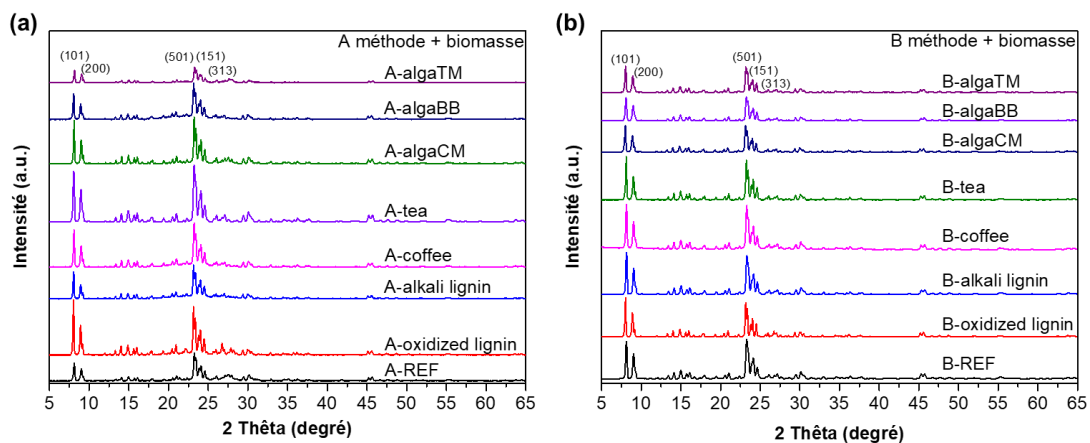 (a)
A méthode + biomasse
(101)
(200)
(501)
(151)
(313)
A-algaTM
A-algaBB
A-algaCM
A-tea
A-coffee
A-alkali lignin
A-oxidized lignin
A-REF
Intensité (a.u.)
5 10 15 20 25 30 35 40 45 50 55 60 65
2 Thêta (degré)
(b)
B méthode + biomasse
(101)
(200)
(501)
(151)
(313)
B-algaTM
B-algaBB
B-algaCM
B-tea
B-coffee
B-alkali lignin
B-oxidized lignin
B-REF
Intensité (a.u.)
5 10 15 20 25 30 35 40 45 50 55 60 65
2 Thêta (degré)